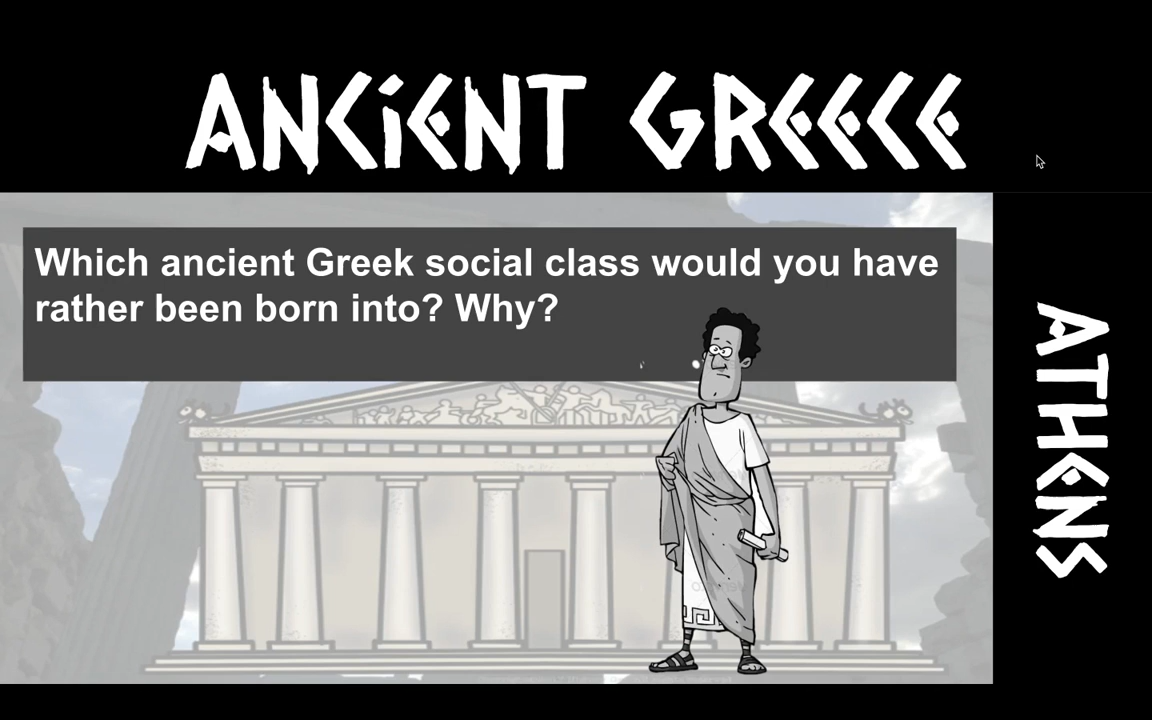 ANCiENT GREECE
Which ancient Greek social class would you have
rather been born into? Why?
ATHENS